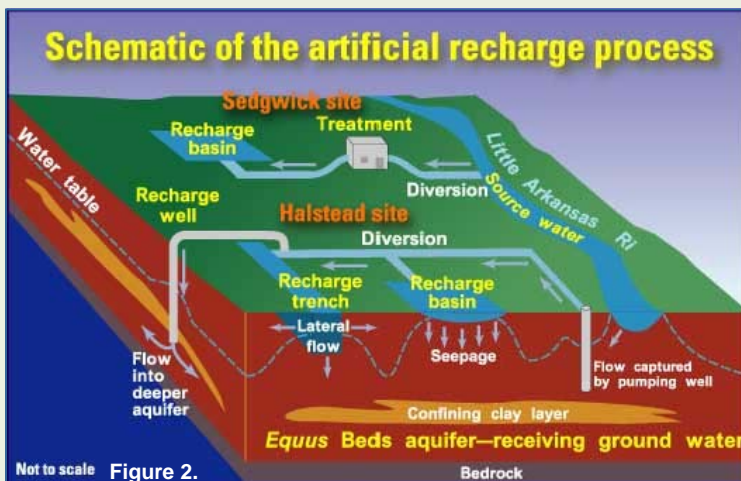 Schematic of the artificial recharge process
Sedgwick site
Recharge
basin
Treatment
Water table
Diversion
Little Arkansas Ri
Source water
Recharge
well
Halstead site
Diversion
Recharge
trench
Recharge
basin
Lateral
flow
Seepage
Flow
into
deeper
aquifer
Flow captured
by pumping well
Confining clay layer
Equus Beds aquifer—receiving ground water
Not to scale
Figure 2.
Bedrock